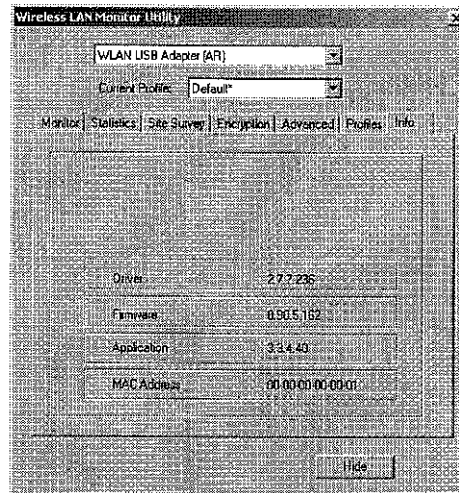 Wireless LAN Monitor Utility
WLAN USB Adapter [AR]
Current Profile: Default*
Monitor Statistics Site Survey Encryption Advanced Profiles Info
Driver 2.7.7.236
Firmware 0.90.5.162
Application 3.3.4.40
MAC Address 00-00-00-00-00-01
Hide